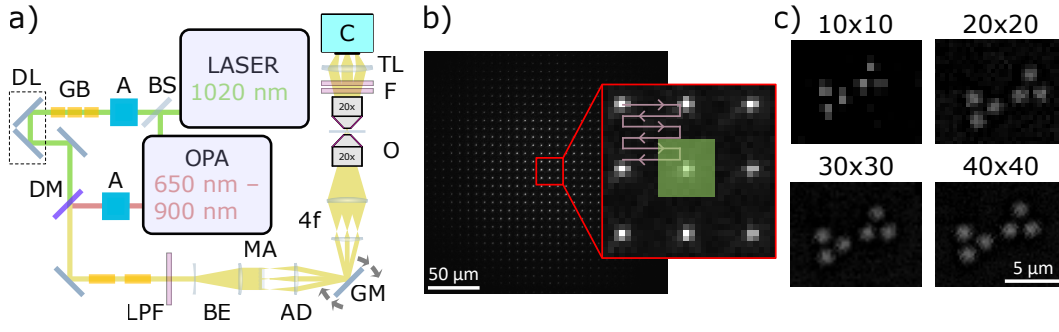 a)
DL
GB
A
BS
LASER
1020 nm
OPA
650 nm –
900 nm
DM
A
LPF
BE
MA
AD
GM
4f
O
20x
20x
F
TL
C
b)
50 µm
c)
10x10
20x20
30x30
40x40
5 µm